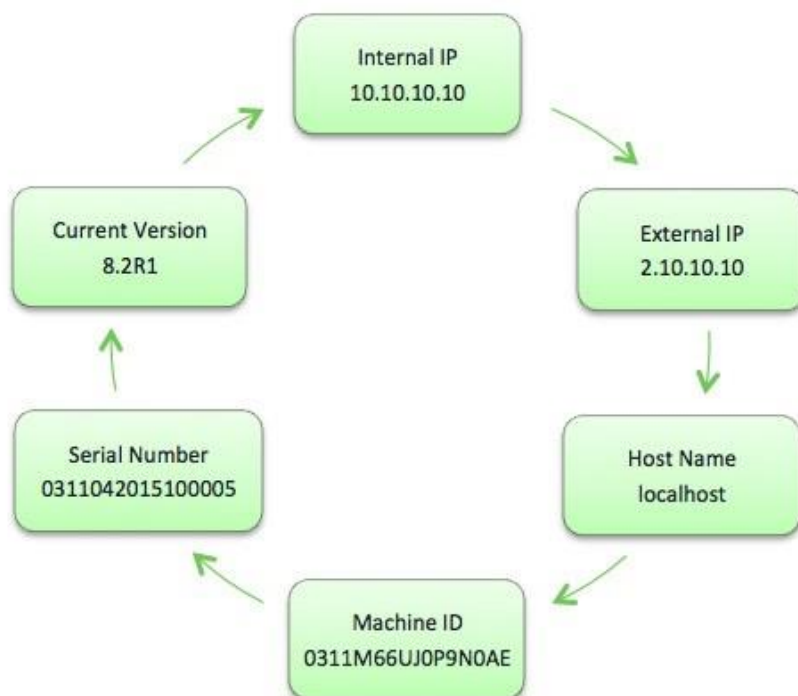 Internal IP
10.10.10.10
External IP
2.10.10.10
Host Name
localhost
Machine ID
0311M66UJ0P9N0AE
Serial Number
0311042015100005
Current Version
8.2R1